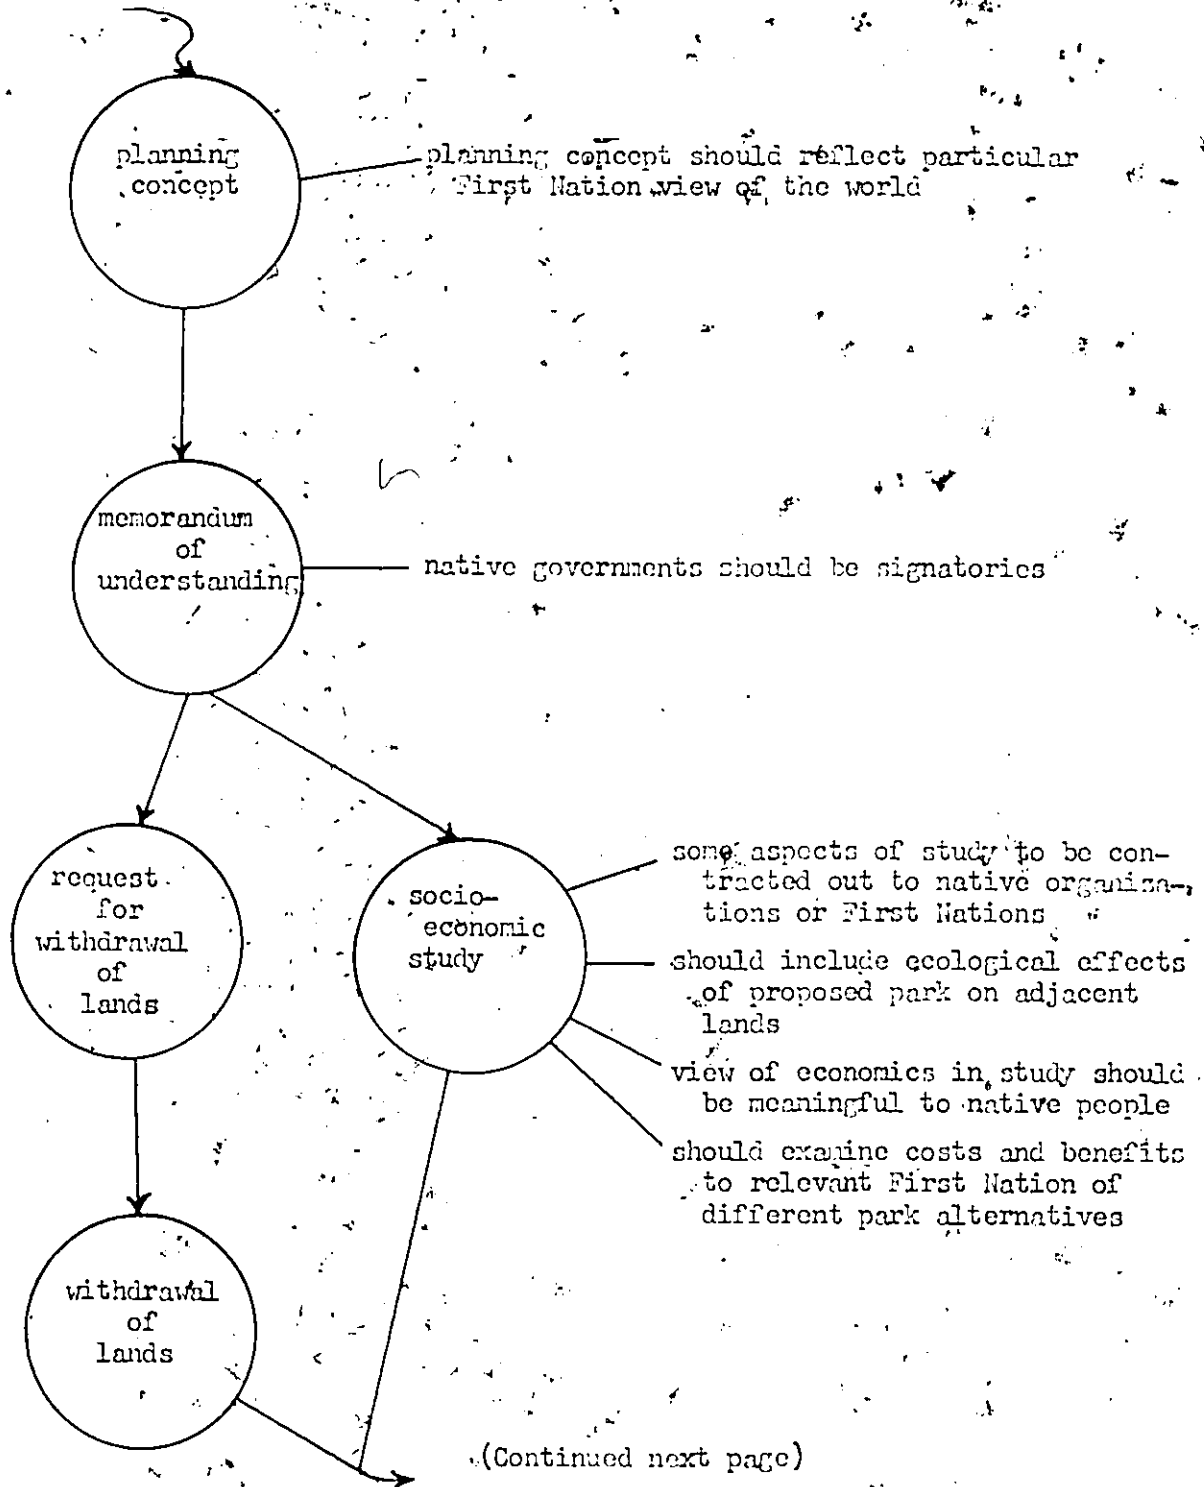 planning
concept
planning concept should reflect particular
First Nation view of the world
memorandum
of
understanding
native governments should be signatories
request
for
withdrawal
of
lands
socio-
economic
study
some aspects of study to be con-
tracted out to native organiza-
tions or First Nations
should include ecological effects
of proposed park on adjacent
lands
view of economics in study should
be meaningful to native people
should examine costs and benefits
to relevant First Nation of
different park alternatives
withdrawal
of
lands
(Continued next page)